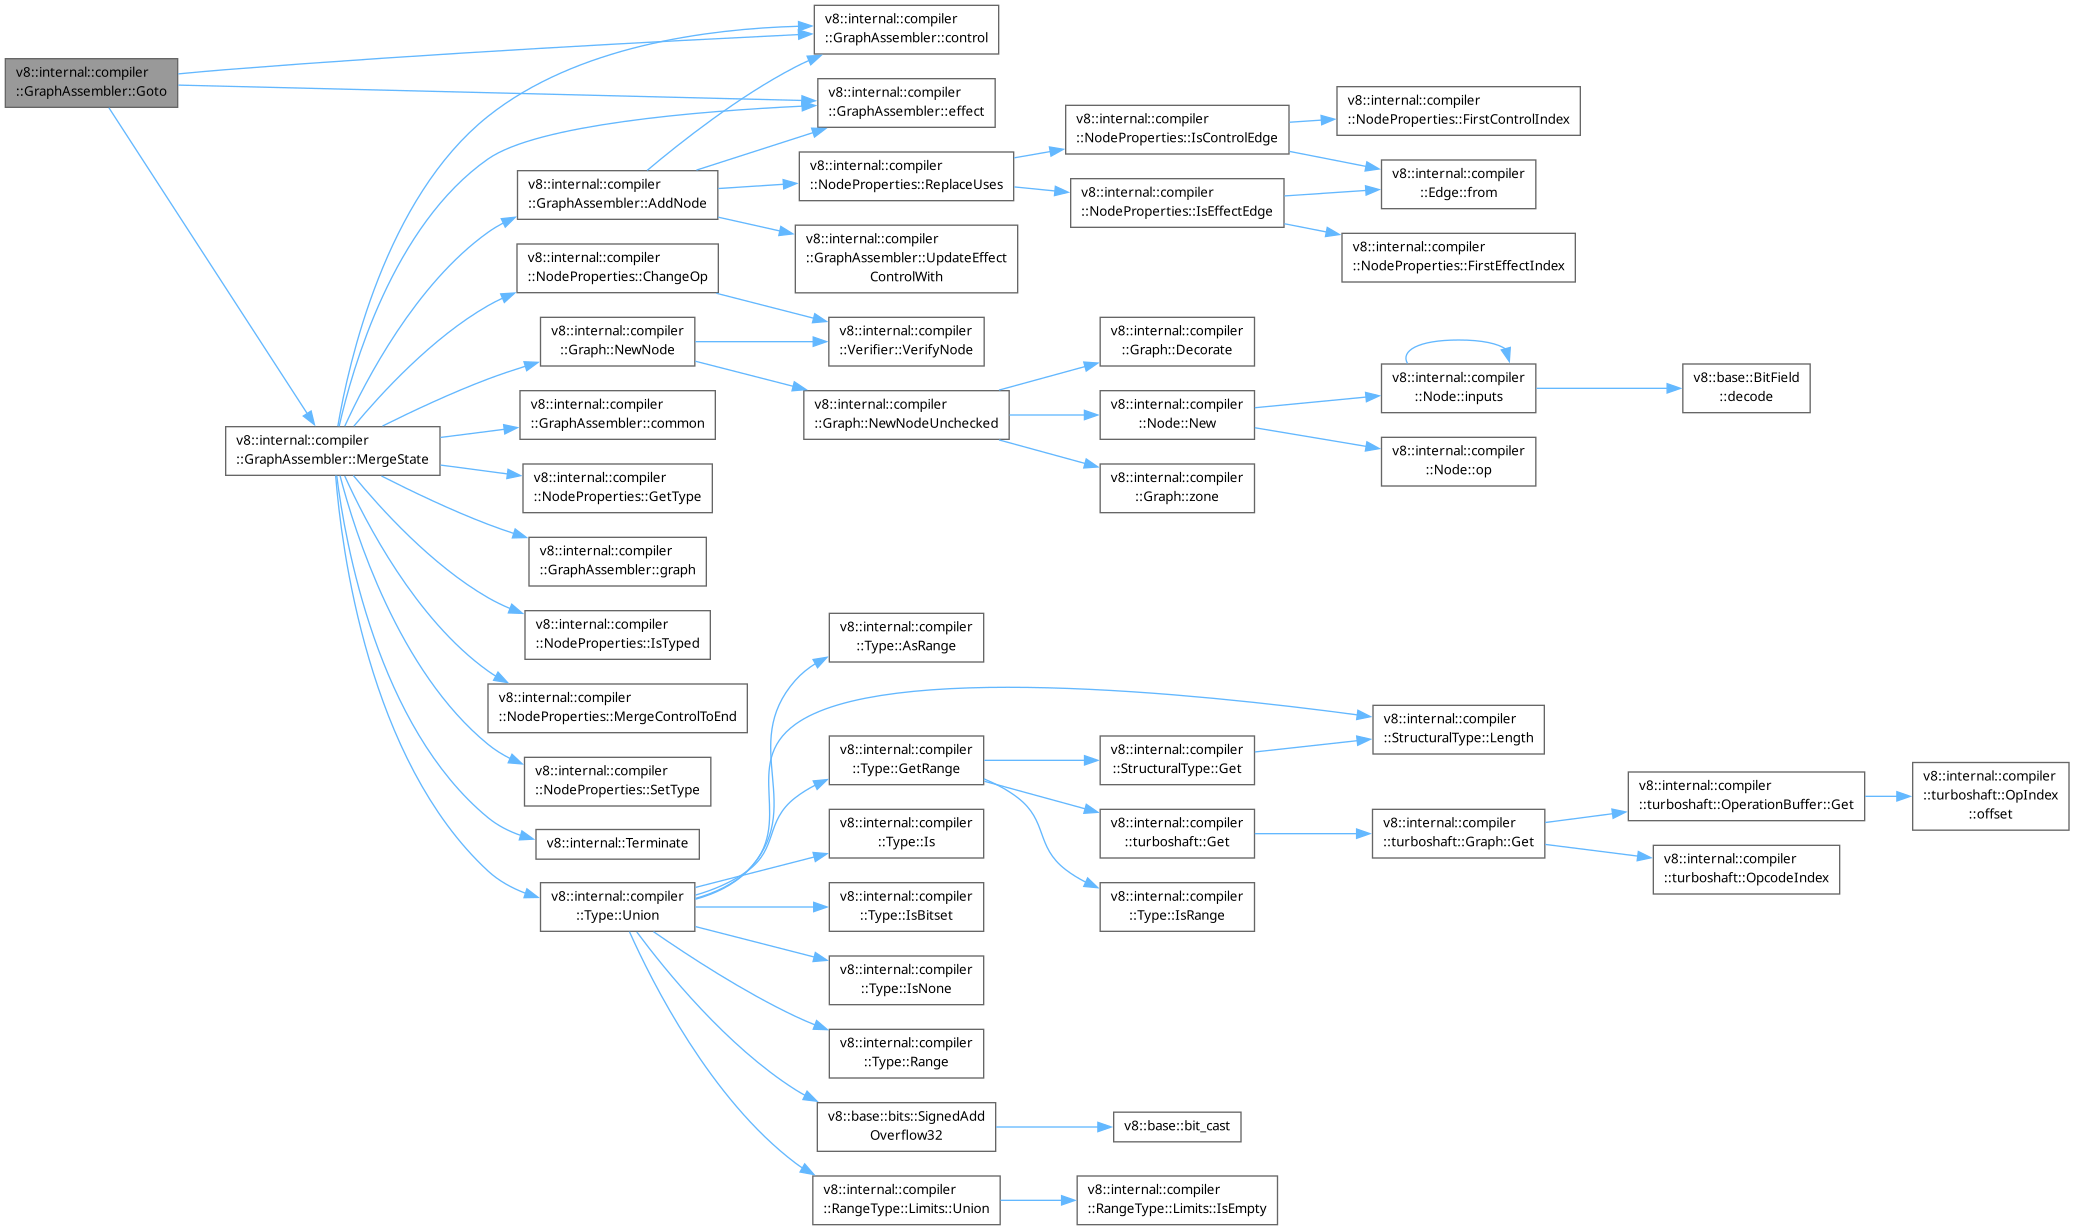 v8::internal::compiler
::GraphAssembler::Goto
v8::internal::compiler
::GraphAssembler::MergeState
v8::internal::compiler
::GraphAssembler::control
v8::internal::compiler
::GraphAssembler::effect
v8::internal::compiler
::GraphAssembler::AddNode
v8::internal::compiler
::NodeProperties::ReplaceUses
v8::internal::compiler
::NodeProperties::IsControlEdge
v8::internal::compiler
::NodeProperties::FirstControlIndex
v8::internal::compiler
::Edge::from
v8::internal::compiler
::NodeProperties::IsEffectEdge
v8::internal::compiler
::NodeProperties::FirstEffectIndex
v8::internal::compiler
::GraphAssembler::UpdateEffect
ControlWith
v8::internal::compiler
::NodeProperties::ChangeOp
v8::internal::compiler
::Verifier::VerifyNode
v8::internal::compiler
::Graph::NewNode
v8::internal::compiler
::Graph::NewNodeUnchecked
v8::internal::compiler
::Graph::Decorate
v8::internal::compiler
::Node::New
v8::internal::compiler
::Node::inputs
v8::base::BitField
::decode
v8::internal::compiler
::Node::op
v8::internal::compiler
::Graph::zone
v8::internal::compiler
::GraphAssembler::common
v8::internal::compiler
::NodeProperties::GetType
v8::internal::compiler
::GraphAssembler::graph
v8::internal::compiler
::NodeProperties::IsTyped
v8::internal::compiler
::NodeProperties::MergeControlToEnd
v8::internal::compiler
::NodeProperties::SetType
v8::internal::Terminate
v8::internal::compiler
::Type::Union
v8::internal::compiler
::Type::AsRange
v8::internal::compiler
::StructuralType::Length
v8::internal::compiler
::Type::GetRange
v8::internal::compiler
::StructuralType::Get
v8::internal::compiler
::turboshaft::Get
v8::internal::compiler
::turboshaft::Graph::Get
v8::internal::compiler
::turboshaft::OperationBuffer::Get
v8::internal::compiler
::turboshaft::OpIndex
::offset
v8::internal::compiler
::turboshaft::OpcodeIndex
v8::internal::compiler
::Type::IsRange
v8::internal::compiler
::Type::Is
v8::internal::compiler
::Type::IsBitset
v8::internal::compiler
::Type::IsNone
v8::internal::compiler
::Type::Range
v8::base::bits::SignedAdd
Overflow32
v8::base::bit_cast
v8::internal::compiler
::RangeType::Limits::Union
v8::internal::compiler
::RangeType::Limits::IsEmpty